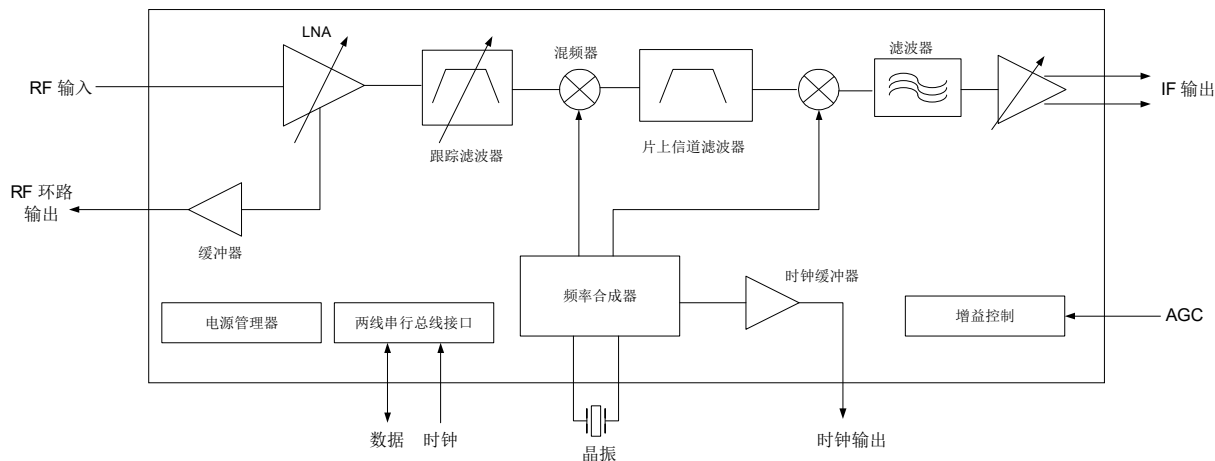 LNA
混频器
滤波器
RF 输入
IF 输出
跟踪滤波器
片上信道滤波器
RF 环路
输出
缓冲器
频率合成器
时钟缓冲器
电源管理器
两线串行总线接口
增益控制
AGC
数据
时钟
晶振
时钟输出